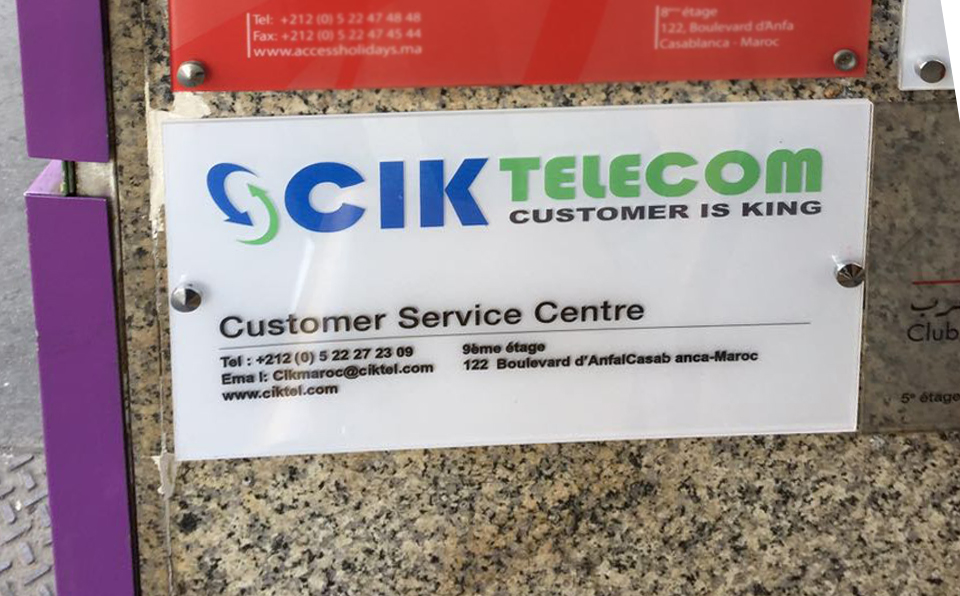 Tel: +212 (0) 5 22 47 48 48
Fax: +212 (0) 5 22 47 45 44
www.accessholidays.ma
8ème étage
122, Boulevard d'Anfa
Casablanca - Maroc
CIK TELECOM
CUSTOMER IS KING
Customer Service Centre
Tel : +212 (0) 5 22 27 23 09
Ema l: Cikmaroc@ciktel.com
www.ciktel.com
9ème étage
122 Boulevard d'AnfalCasab anca-Maroc
Club
5e étage